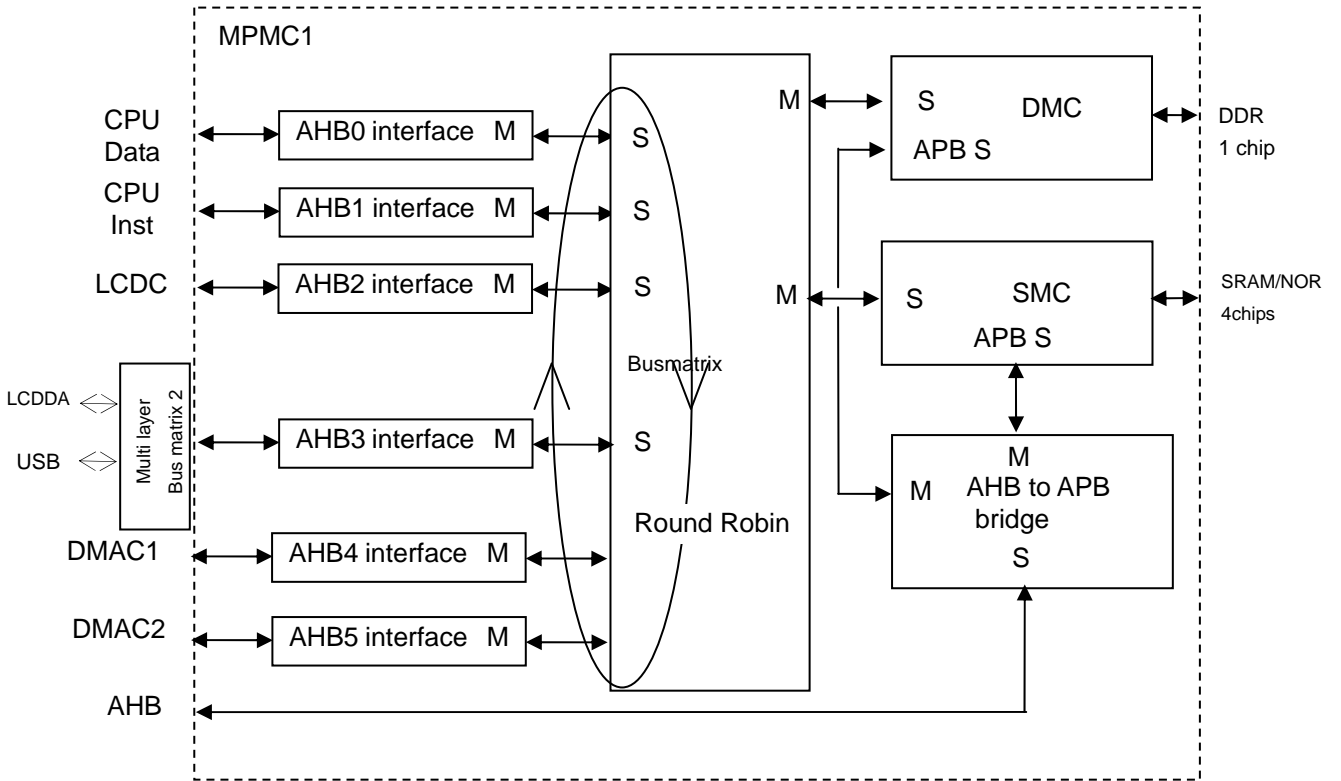 MPMC1
CPU
Data
AHB0 interface M
S
M
S
DMC
APB S
DDR
1 chip
CPU
Inst
AHB1 interface M
S
LCDC
AHB2 interface M
S
M
S
SMC
APB S
SRAM/NOR
4chips
Busmatrix
LCDDA
USB
Multi layer
Bus matrix 2
AHB3 interface M
S
Round Robin
M
M
AHB to APB
bridge
S
DMAC1
AHB4 interface M
DMAC2
AHB5 interface M
AHB